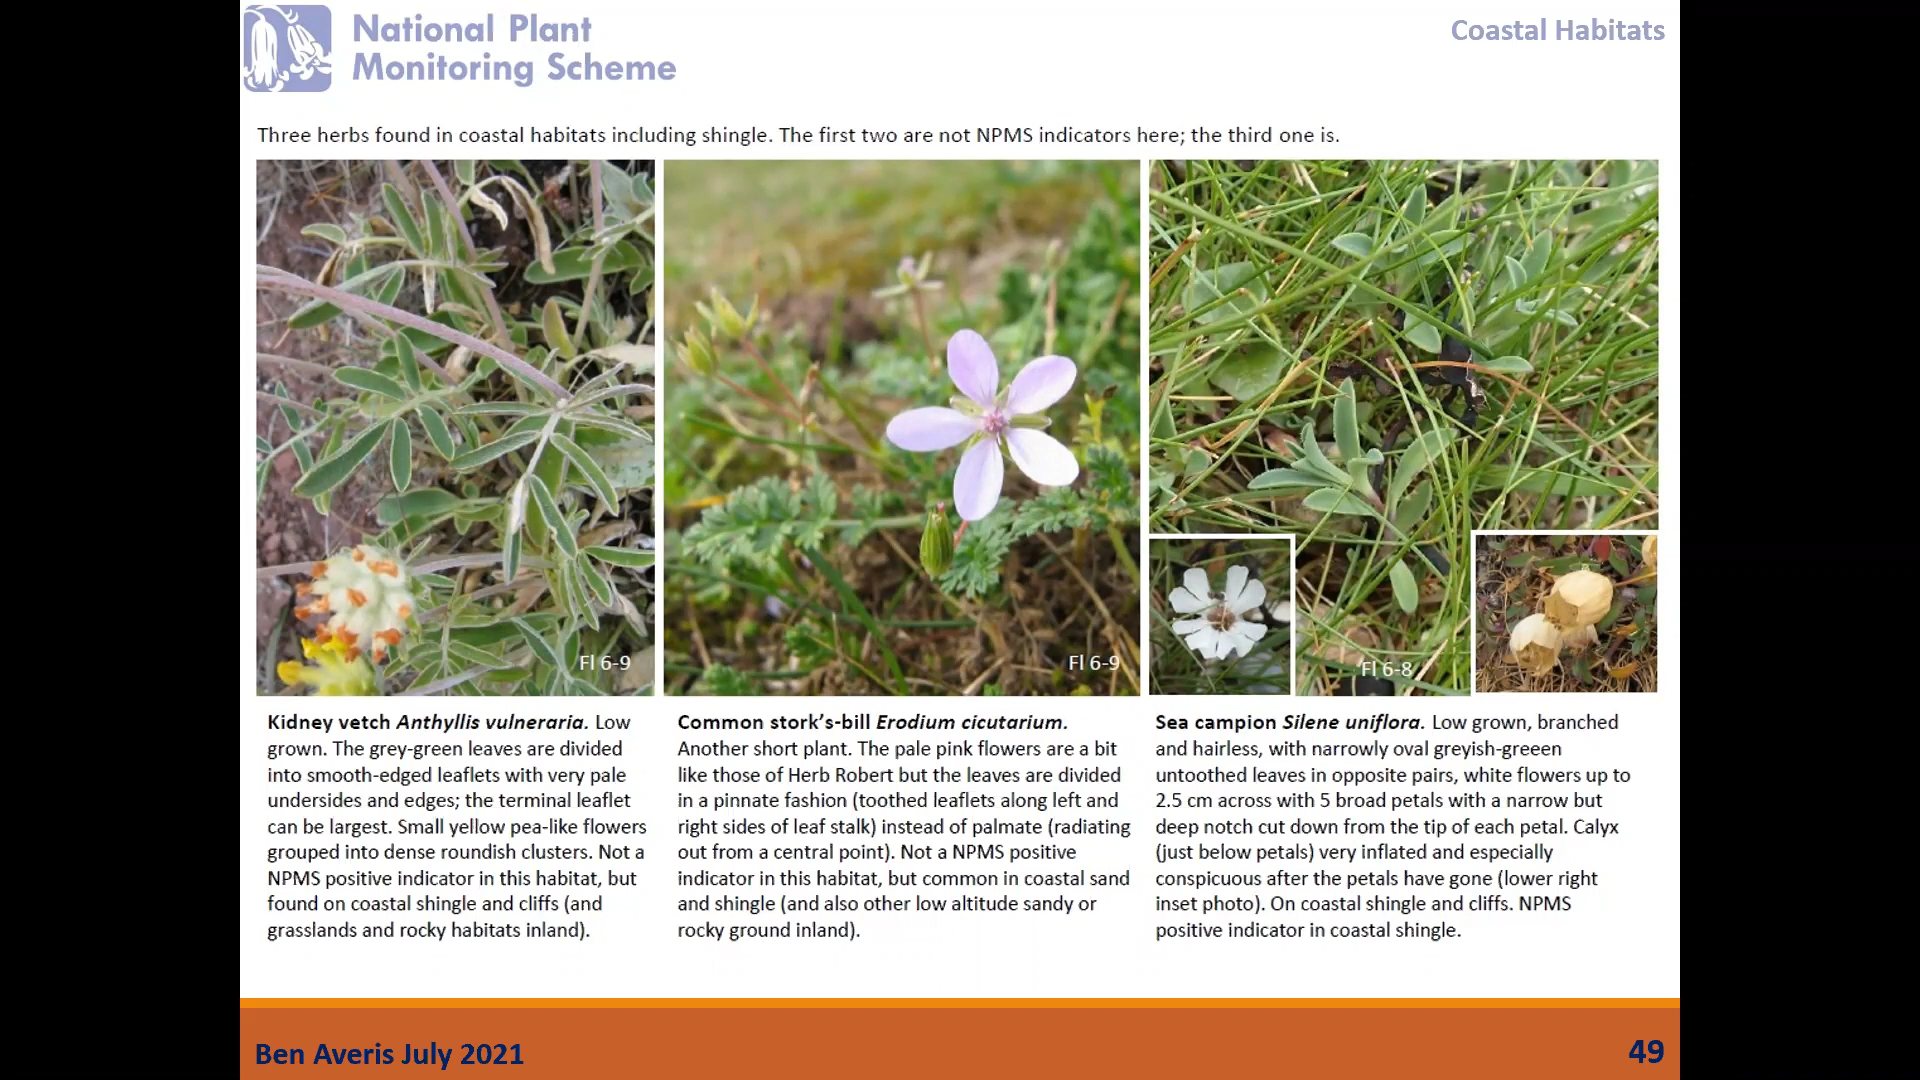 National Plant
Monitoring Scheme
Coastal Habitats
Three herbs found in coastal habitats including shingle. The first two are not NPMS indicators here; the third one is.
Fl 6-9
Fl 6-9
Fl 6-8
Kidney vetch Anthyllis vulneraria. Low
grown. The grey-green leaves are divided
into smooth-edged leaflets with very pale
undersides and edges; the terminal leaflet
can be largest. Small yellow pea-like flowers
grouped into dense roundish clusters. Not a
NPMS positive indicator in this habitat, but
found on coastal shingle and cliffs (and
grasslands and rocky habitats inland).
Common stork's-bill Erodium cicutarium.
Another short plant. The pale pink flowers are a bit
like those of Herb Robert but the leaves are divided
in a pinnate fashion (toothed leaflets along left and
right sides of leaf stalk) instead of palmate (radiating
out from a central point). Not a NPMS positive
indicator in this habitat, but common in coastal sand
and shingle (and also other low altitude sandy or
rocky ground inland).
Sea campion Silene uniflora. Low grown, branched
and hairless, with narrowly oval greyish-greeen
untoothed leaves in opposite pairs, white flowers up to
2.5 cm across with 5 broad petals with a narrow but
deep notch cut down from the tip of each petal. Calyx
(just below petals) very inflated and especially
conspicuous after the petals have gone (lower right
inset photo). On coastal shingle and cliffs. NPMS
positive indicator in coastal shingle.
Ben Averis July 2021
49